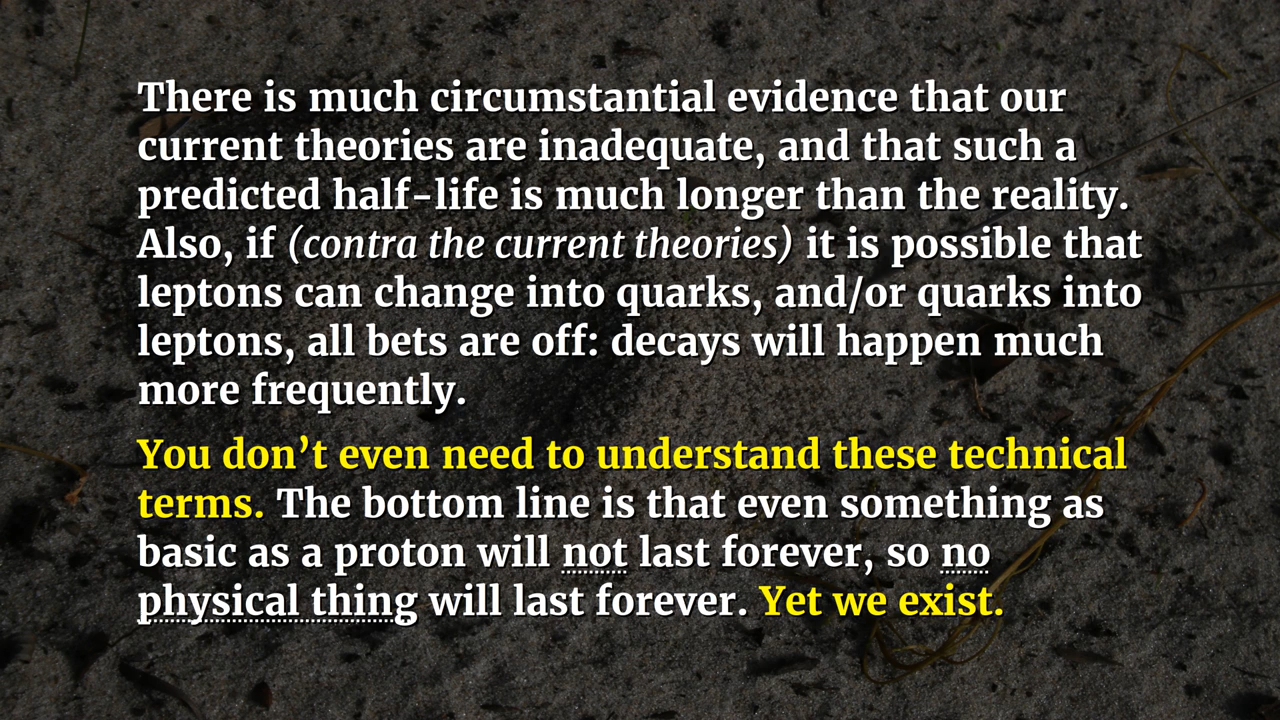 There is much circumstantial evidence that our
current theories are inadequate, and that such a
predicted half-life is much longer than the reality.
Also, if (contra the current theories) it is possible that
leptons can change into quarks, and/or quarks into
leptons, all bets are off: decays will happen much
more frequently.
You don’t even need to understand these technical
terms. The bottom line is that even something as
basic as a proton will not last forever, so no
physical thing will last forever. Yet we exist.